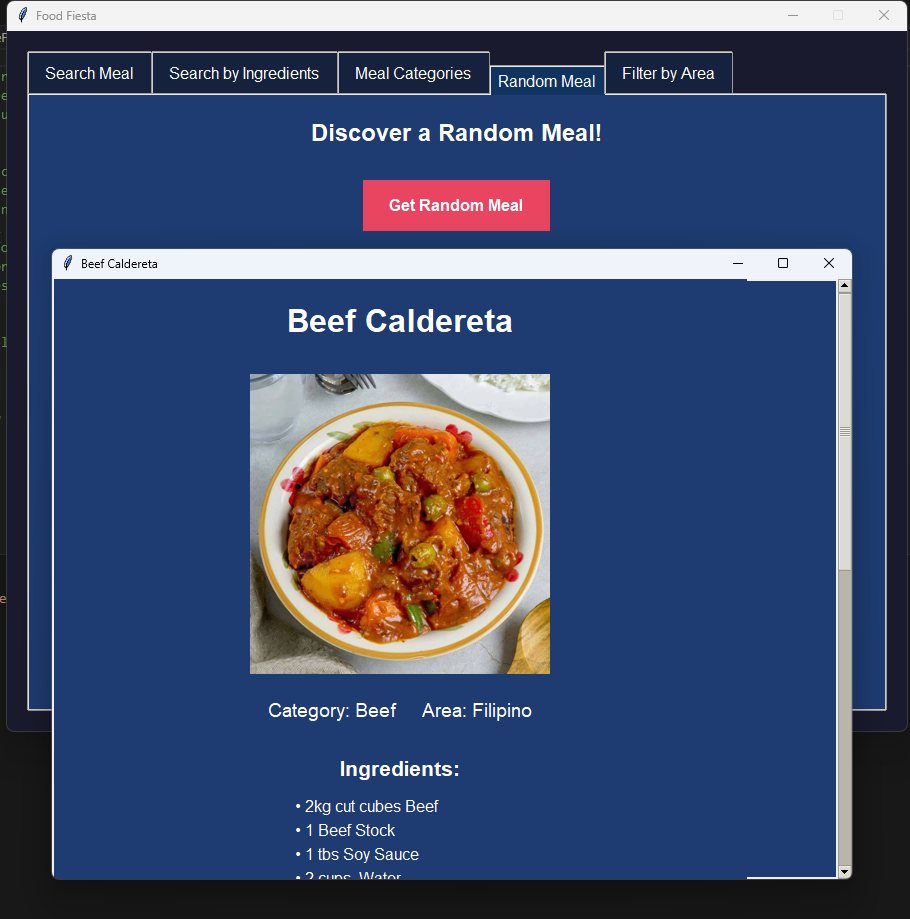 Food Fiesta
Search Meal
Search by Ingredients
Meal Categories
Random Meal
Filter by Area
Discover a Random Meal!
Get Random Meal
Beef Caldereta
Beef Caldereta
Category: Beef Area: Filipino
Ingredients:
• 2kg cut cubes Beef
• 1 Beef Stock
• 1 tbs Soy Sauce
• 2 cups Water